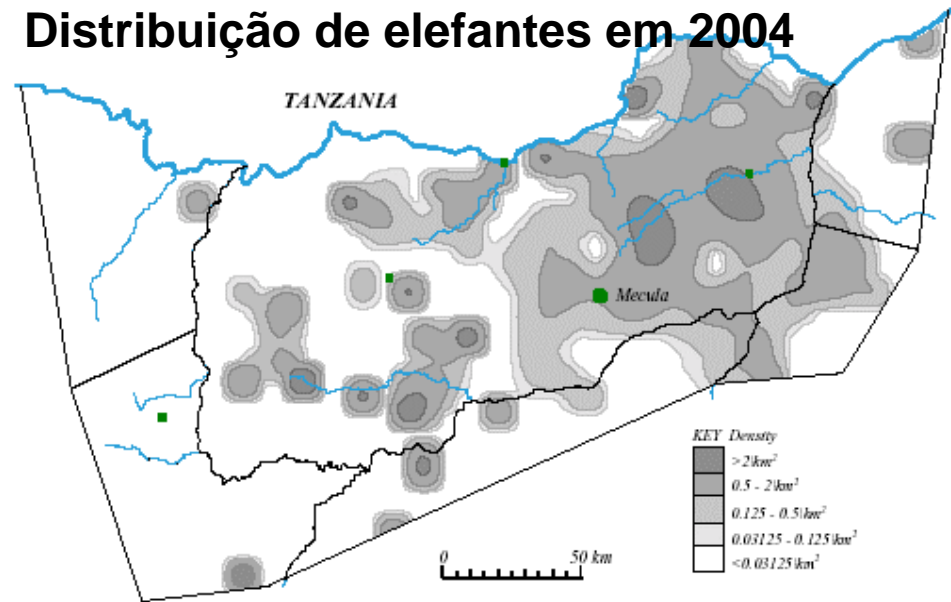 Distribuição de elefantes em 2004
TANZANIA
Mecula
KEY Density
>2\km²
0.5 - 2\km²
0.125 - 0.5\km²
0.03125 - 0.125\km²
<0.03125\km²
0 50 km